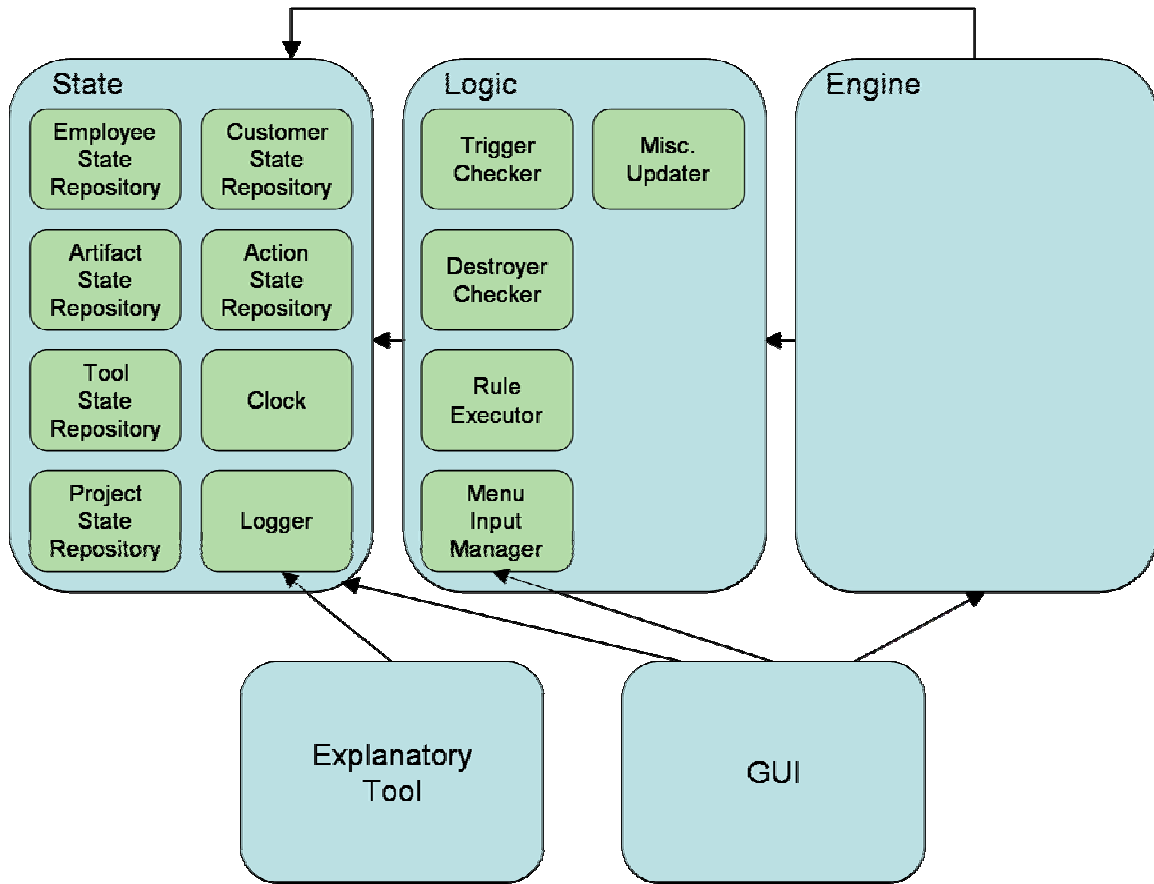 State
Employee
State
Repository
Customer
State
Repository
Artifact
State
Repository
Action
State
Repository
Tool
State
Repository
Clock
Project
State
Repository
Logger
Logic
Trigger
Checker
Misc.
Updater
Destroyer
Checker
Rule
Executor
Menu
Input
Manager
Engine
Explanatory
Tool
GUI